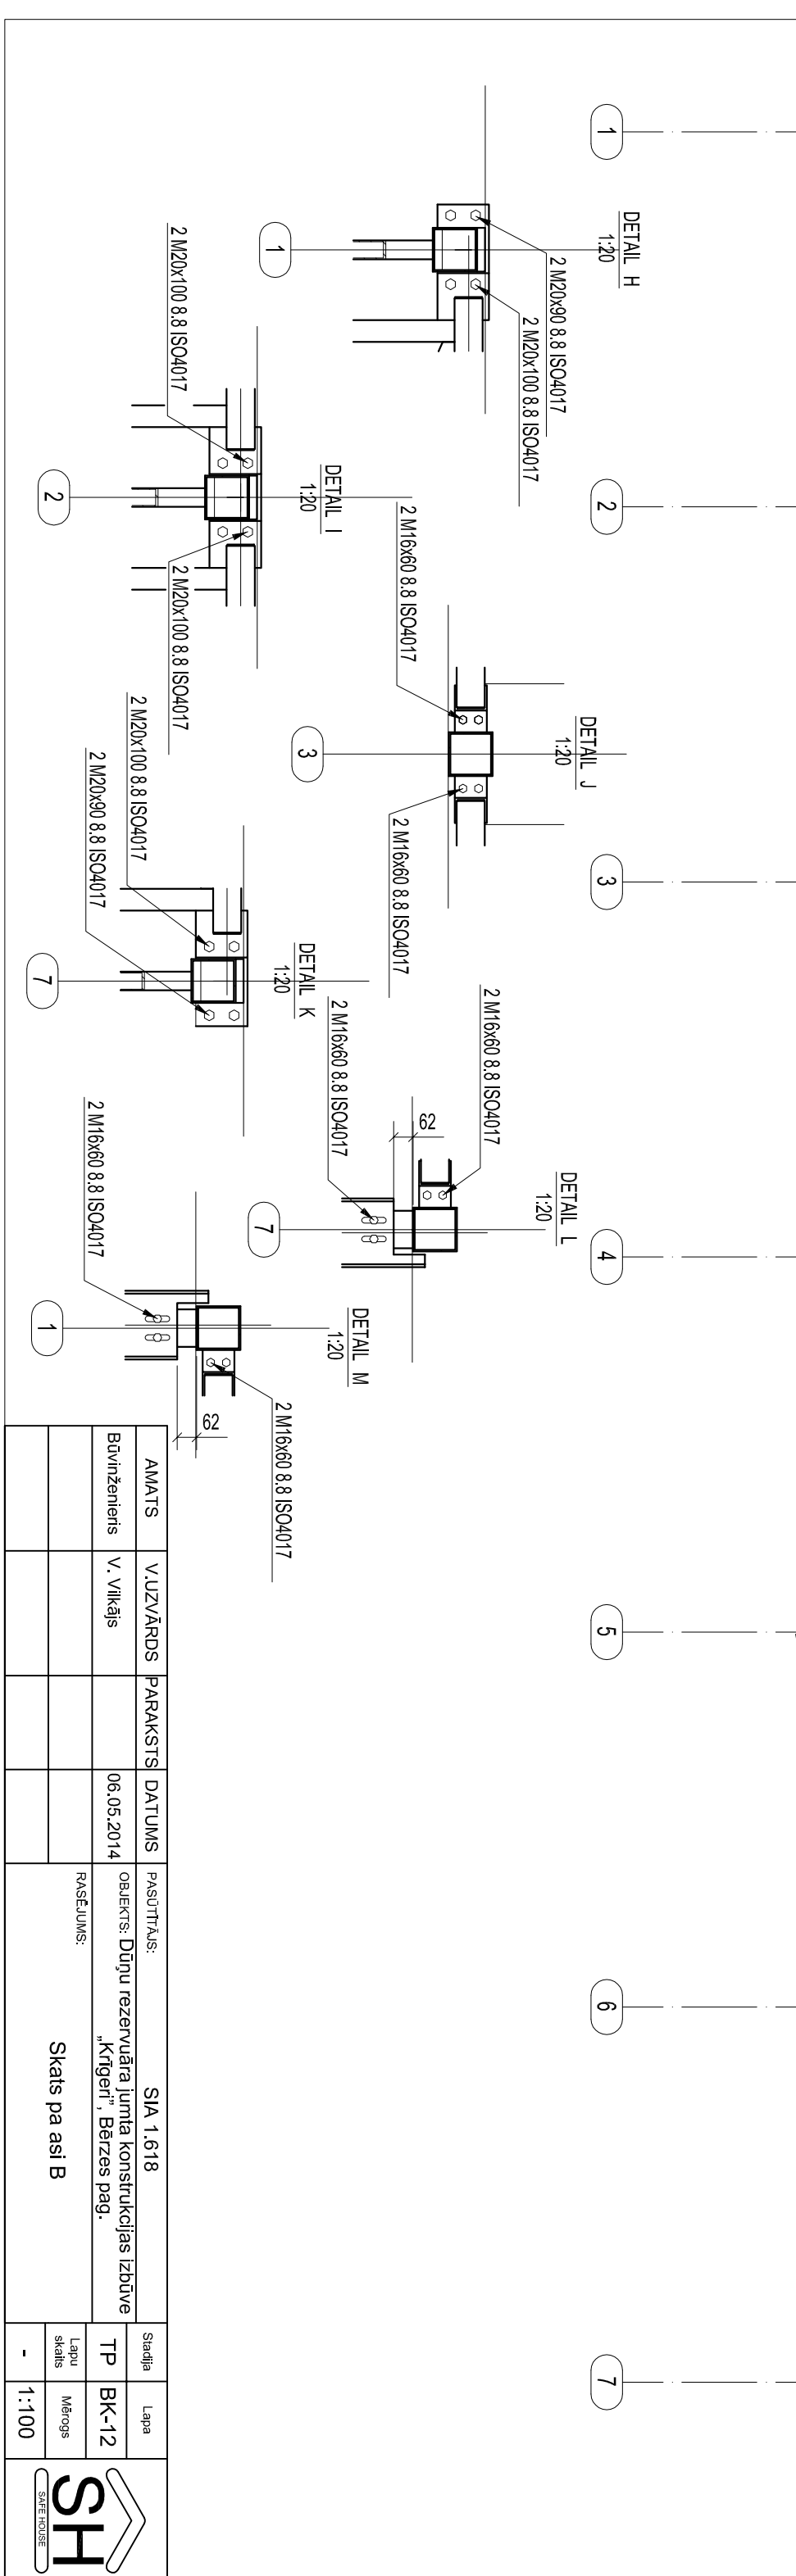 1
2
3
4
5
6
7
DETAIL H
1:20
2 M20x90 8.8 ISO4017
2 M20x100 8.8 ISO4017
1
DETAIL I
1:20
2 M20x100 8.8 ISO4017
2 M20x100 8.8 ISO4017
2
DETAIL J
1:20
2 M16x60 8.8 ISO4017
2 M16x60 8.8 ISO4017
3
DETAIL K
1:20
2 M20x100 8.8 ISO4017
2 M20x90 8.8 ISO4017
7
DETAIL L
1:20
2 M16x60 8.8 ISO4017
2 M16x60 8.8 ISO4017
62
7
DETAIL M
1:20
2 M16x60 8.8 ISO4017
2 M16x60 8.8 ISO4017
62
1
AMATS V.UZVĀRDS PARAKSTS DATUMS
Būvinženieris V. Vilkājs 06.05.2014
PASŪTĪTĀJS: SIA 1.618
OBJEKTS: Dūņu rezervuāra jumta konstrukcijas izbūve
„Krīgeri”, Bērzes pag.
RASĒJUMS:
Skats pa asi B
Stadija Lapa
TP BK-12
Lapu skaits Mērogs
- 1:100
SH
SAFE HOUSE